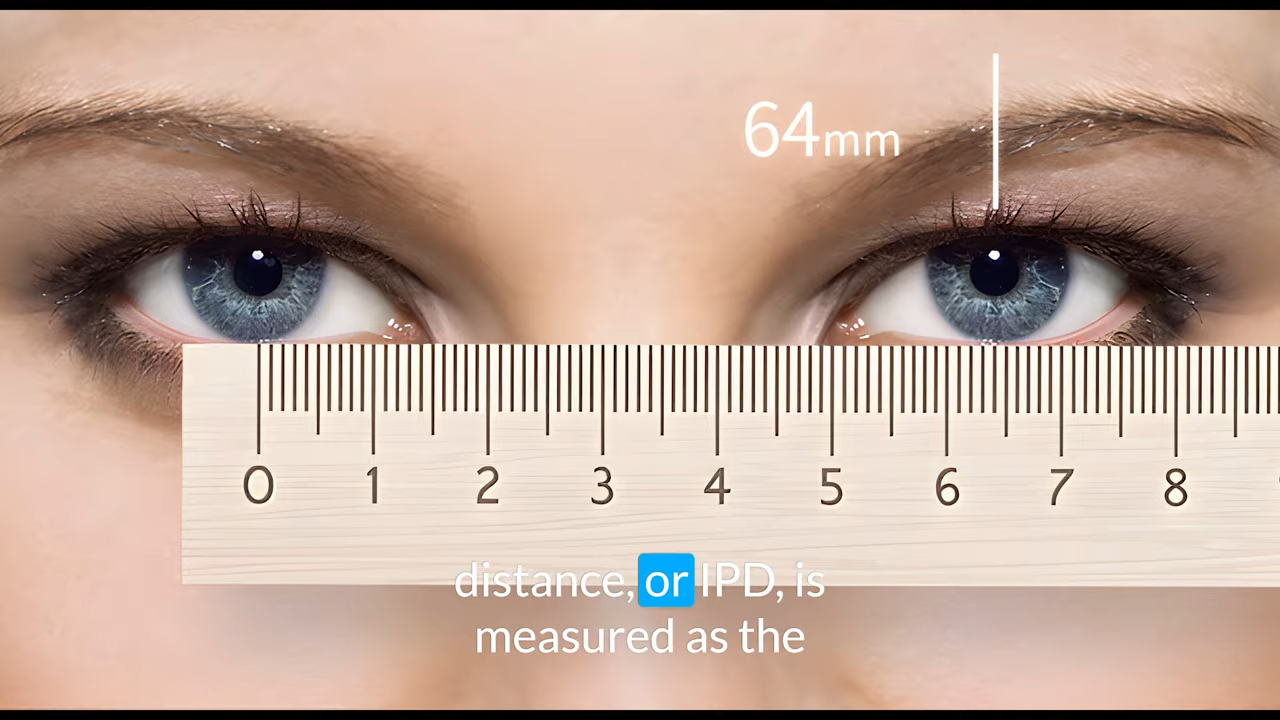 64mm
0 1 2 3 4 5 6 7 8
distance, or IPD, is
measured as the